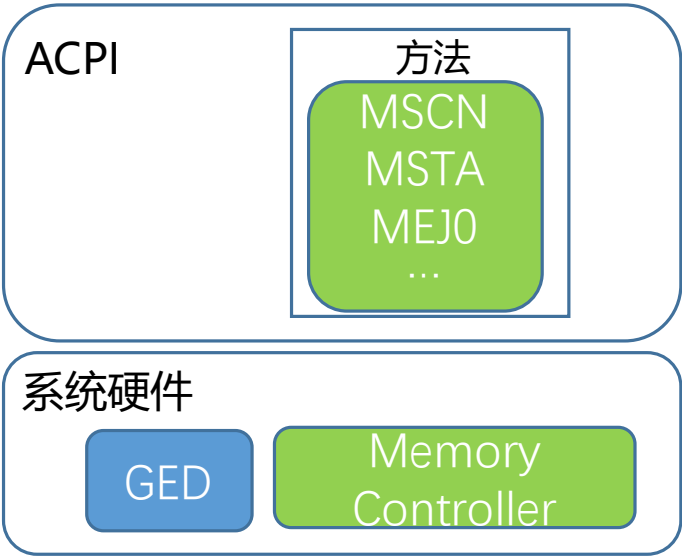 ACPI
方法
MSCN
MSTA
MEJ0
...
系统硬件
GED
Memory
Controller